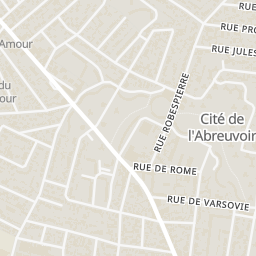 RUE PRO
RUE JULES
Amour
du
our
RUE ROBESPIERRE
Cité de
l'Abreuvoir
RUE DE ROME
RUE DE VARSOVIE